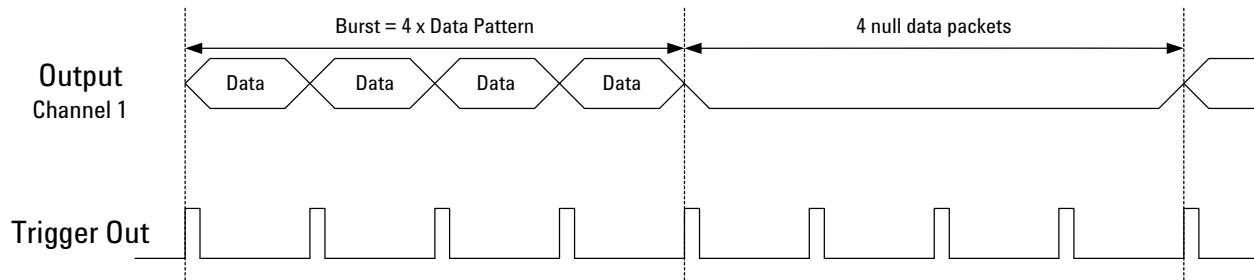 Burst = 4 x Data Pattern
4 null data packets
Output
Channel 1
Data
Data
Data
Data
Trigger Out